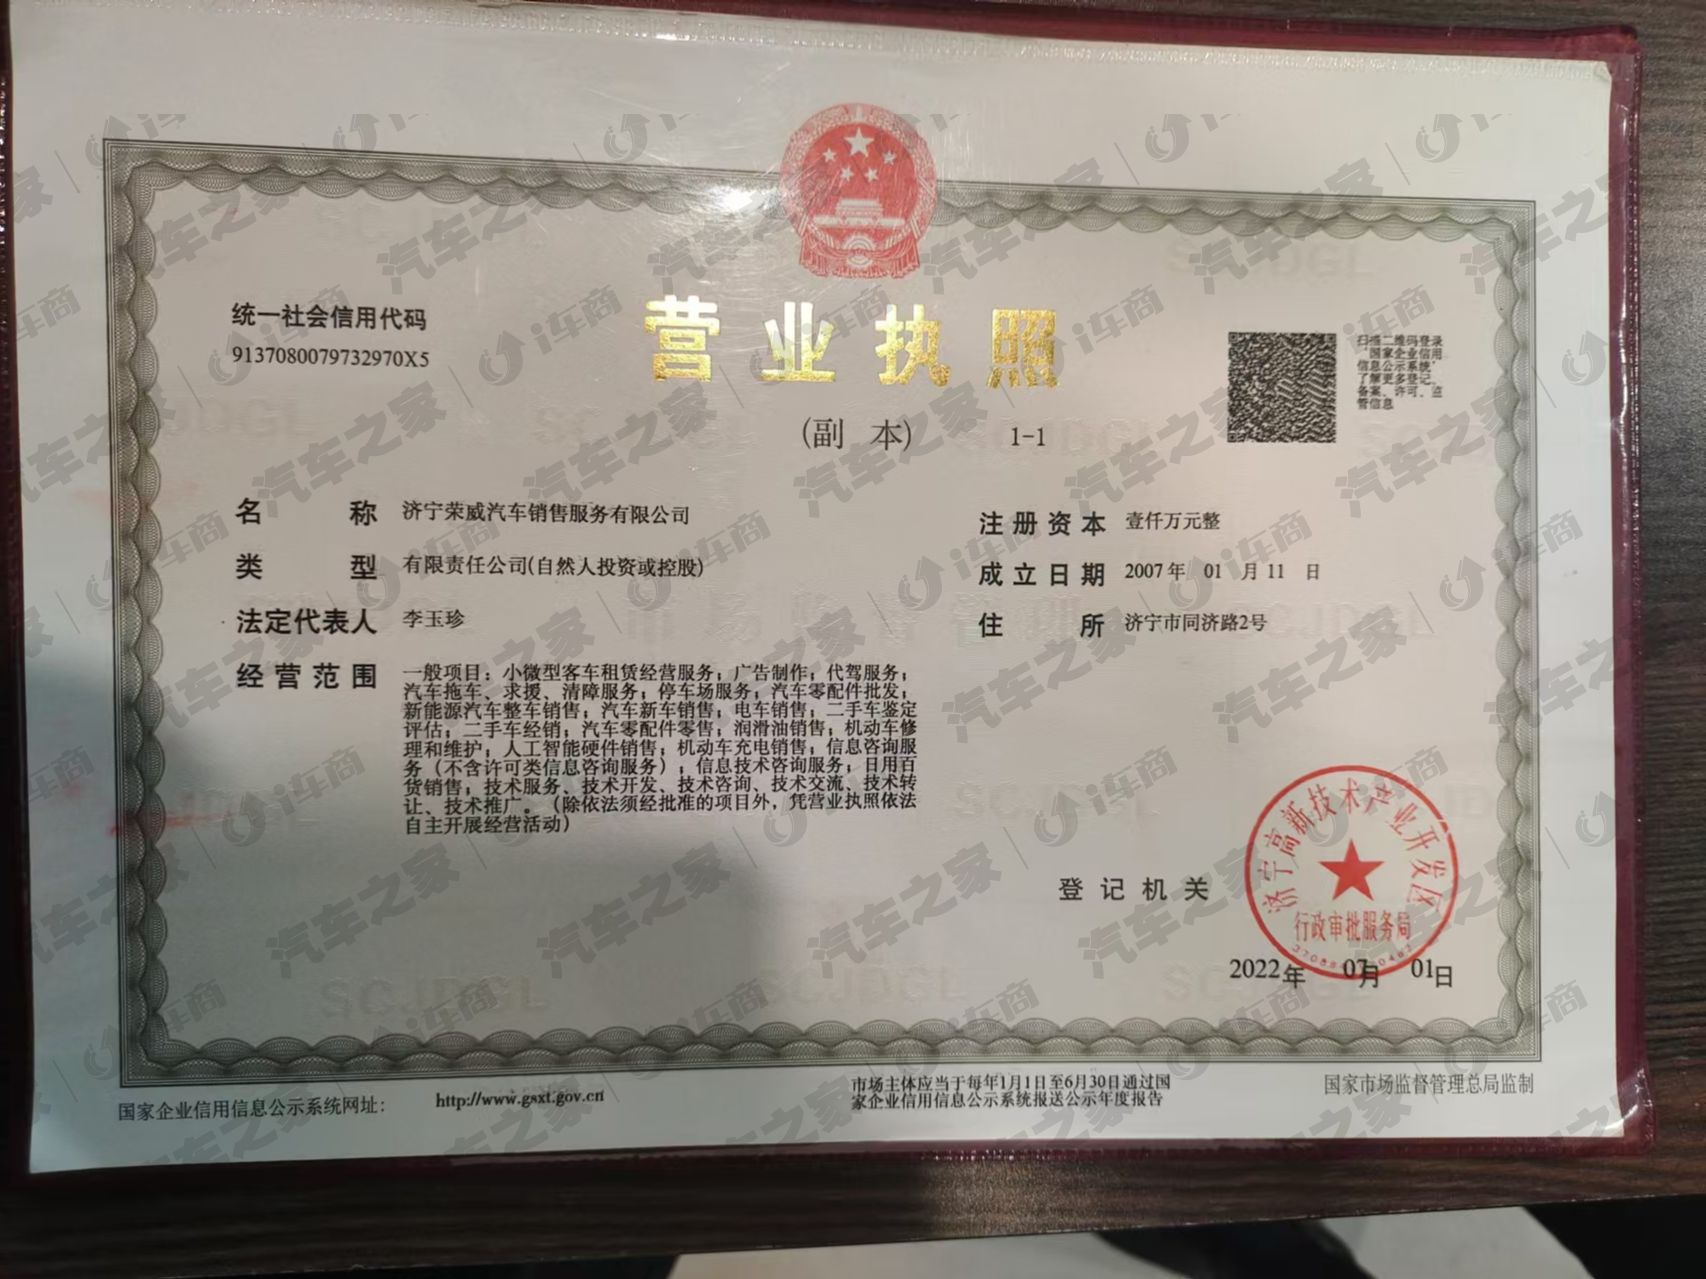 统一社会信用代码
9137080079732970X5
营业执照
(副 本) 1-1
扫描二维码登录
"国家企业信用
信息公示系统"
了解更多登记、
备案、许可、监
管信息
名 称 济宁荣威汽车销售服务有限公司
类 型 有限责任公司(自然人投资或控股)
法定代表人 李玉珍
经营范围 一般项目：小微型客车租赁经营服务；广告制作；代驾服务；
汽车拖车、求援、清障服务；停车场服务；汽车零配件批发；
新能源汽车整车销售；汽车新车销售；电车销售；二手车鉴定
评估；二手车经销；汽车零配件零售；润滑油销售；机动车修
理和维护；人工智能硬件销售；机动车充电销售；信息咨询服
务（不含许可类信息咨询服务）；信息技术咨询服务；日用百
货销售；技术服务、技术开发、技术咨询、技术交流、技术转
让、技术推广。（除依法须经批准的项目外，凭营业执照依法
自主开展经营活动）
注册资本 壹仟万元整
成立日期 2007年 01 月 11 日
住 所 济宁市同济路2号
登记机关
济宁高新技术产业开发区
行政审批服务局
2022年 07月 01日
国家企业信用信息公示系统网址：
http://www.gsxt.gov.cn
市场主体应当于每年1月1日至6月30日通过国
家企业信用信息公示系统报送公示年度报告
国家市场监督管理总局监制
汽车之家 i车商
SCJDGL